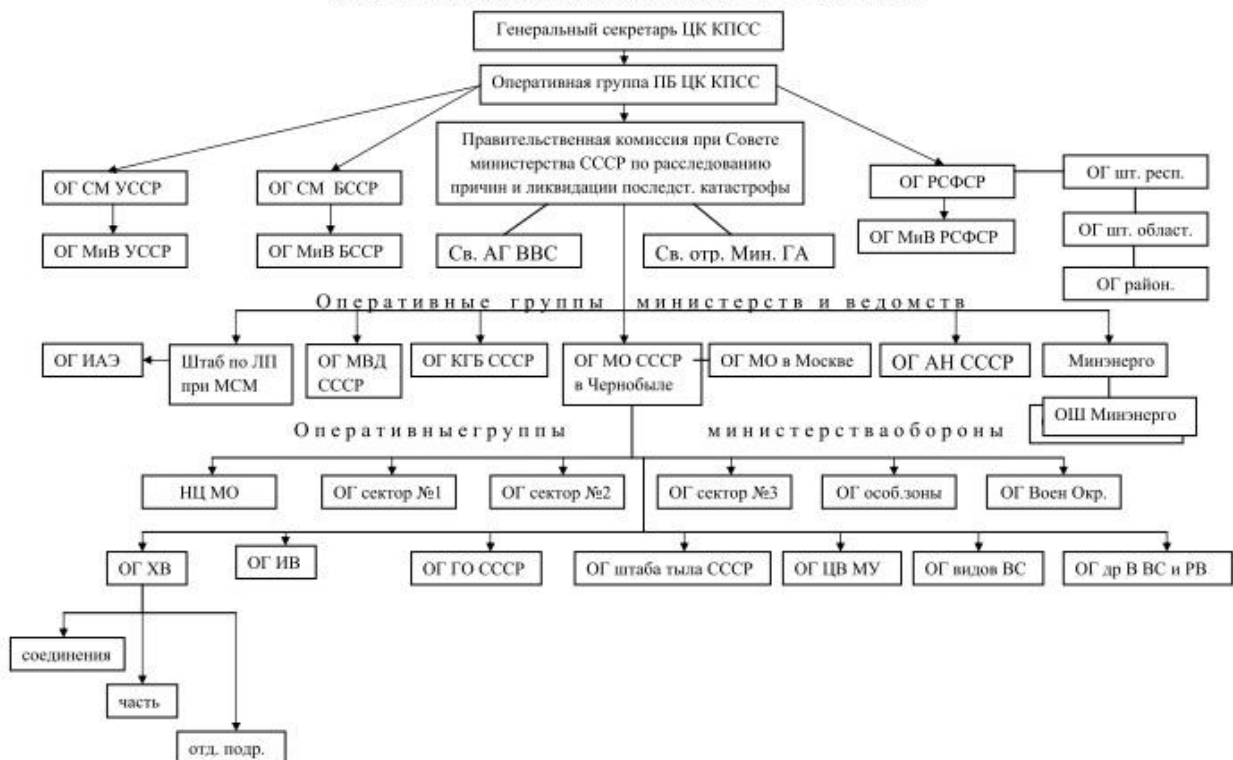 Генеральный секретарь ЦК КПСС
Оперативная группа ПБ ЦК КПСС
Правительственная комиссия при Совете
министерства СССР по расследованию
причин и ликвидации последст. катастрофы
ОГ СМ УССР
ОГ СМ БССР
ОГ РСФСР
ОГ шт. респ.
ОГ МиВ УССР
ОГ МиВ БССР
Св. АГ ВВС
Св. отр. Мин. ГА
ОГ МиВ РСФСР
ОГ шт. област.
ОГ район.
Оперативные группы министерств и ведомств
ОГ ИАЭ
Штаб по ЛП
при МСМ
ОГ МВД
СССР
ОГ КГБ СССР
ОГ МО СССР
в Чернобыле
ОГ МО в Москве
ОГ АН СССР
Минэнерго
ОШ Минэнерго
Оперативныегруппы министерстваобороны
НЦ МО
ОГ сектор №1
ОГ сектор №2
ОГ сектор №3
ОГ особ.зоны
ОГ Воен Окр.
ОГ ХВ
ОГ ИВ
ОГ ГО СССР
ОГ штаба тыла СССР
ОГ ЦВ МУ
ОГ видов ВС
ОГ др В ВС и РВ
соединения
часть
отд. подр.